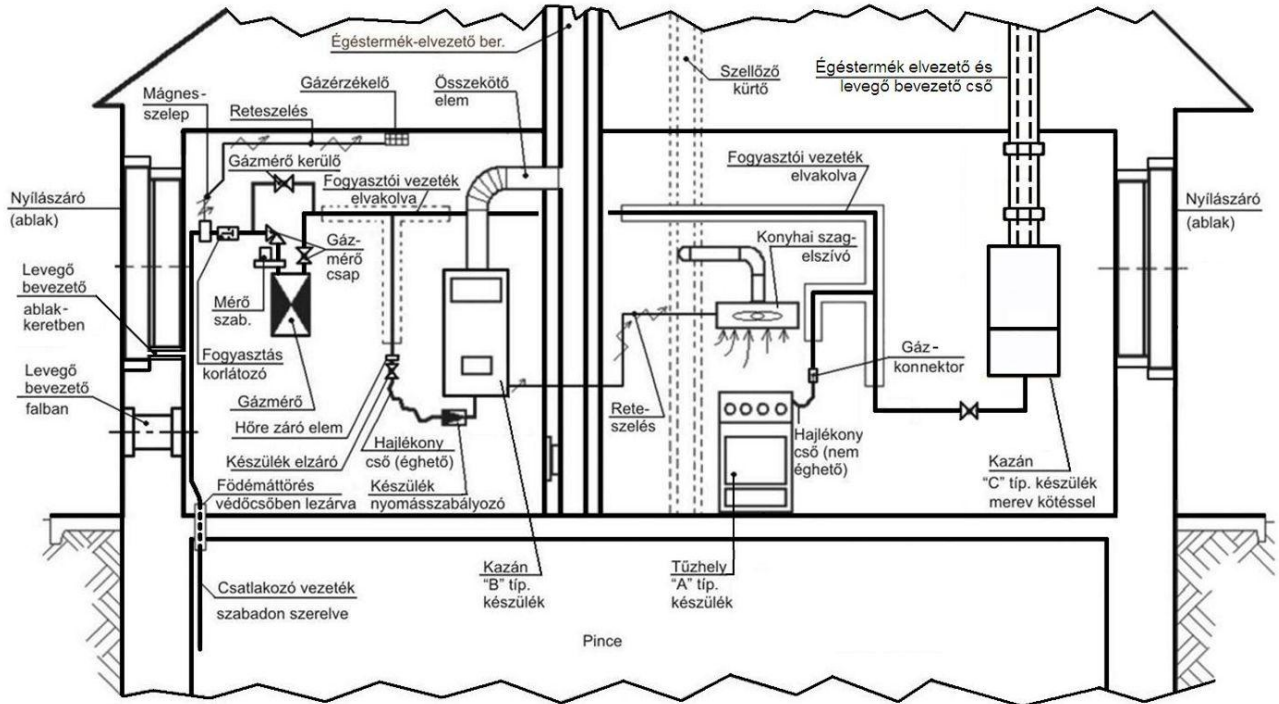 Égéstermék-elvezető ber.
Mágnes-
szelep
Reteszelés
Gázérzékelő
Összekötő
elem
Szellőző
kürtő
Égéstermék elvezető és
levegő bevezető cső
Gázmérő kerülő
Fogyasztói vezeték
elvakolva
Fogyasztói vezeték
elvakolva
Nyílászáró
(ablak)
Nyílászáró
(ablak)
Gáz-
mérő
csap
Konyhai szag-
elszívó
Levegő
bevezető
ablak-
keretben
Mérő
szab.
Fogyasztás
korlátozó
Gáz-
konnektor
Levegő
bevezető
falban
Gázmérő
Hőre záró elem
Rete-
szelés
Készülék elzáró
Hajlékony
cső (éghető)
Hajlékony
cső (nem
éghető)
Kazán
"C" típ. készülék
merev kötéssel
Födémáttörés
védőcsőben lezárva
Készülék
nyomásszabályozó
Kazán
"B" típ.
készülék
Tűzhely
"A" típ.
készülék
Csatlakozó vezeték
szabadon szerelve
Pince